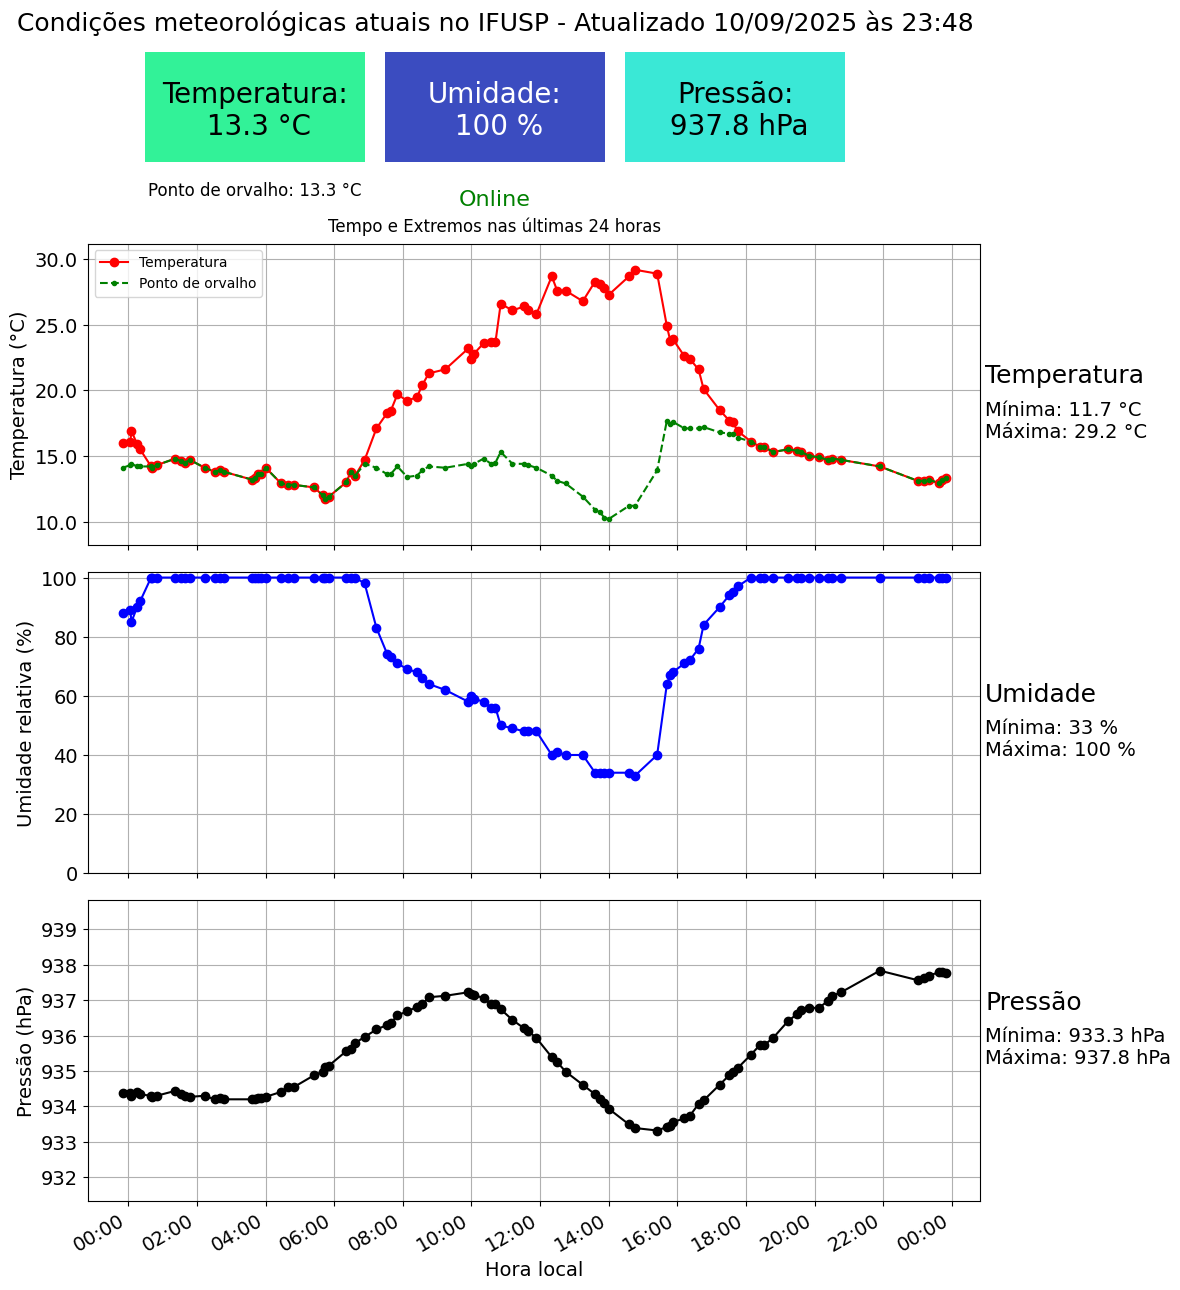 Condições meteorológicas atuais no IFUSP - Atualizado 10/09/2025 às 23:48
Temperatura:
13.3 °C
Umidade:
100 %
Pressão:
937.8 hPa
Ponto de orvalho: 13.3 °C
Online
Tempo e Extremos nas últimas 24 horas
Temperatura
Ponto de orvalho
Temperatura (°C)
30.0
25.0
20.0
15.0
10.0
Temperatura
Mínima: 11.7 °C
Máxima: 29.2 °C
Umidade relativa (%)
100
80
60
40
20
0
Umidade
Mínima: 33 %
Máxima: 100 %
Pressão (hPa)
939
938
937
936
935
934
933
932
Pressão
Mínima: 933.3 hPa
Máxima: 937.8 hPa
00:00 02:00 04:00 06:00 08:00 10:00 12:00 14:00 16:00 18:00 20:00 22:00 00:00
Hora local